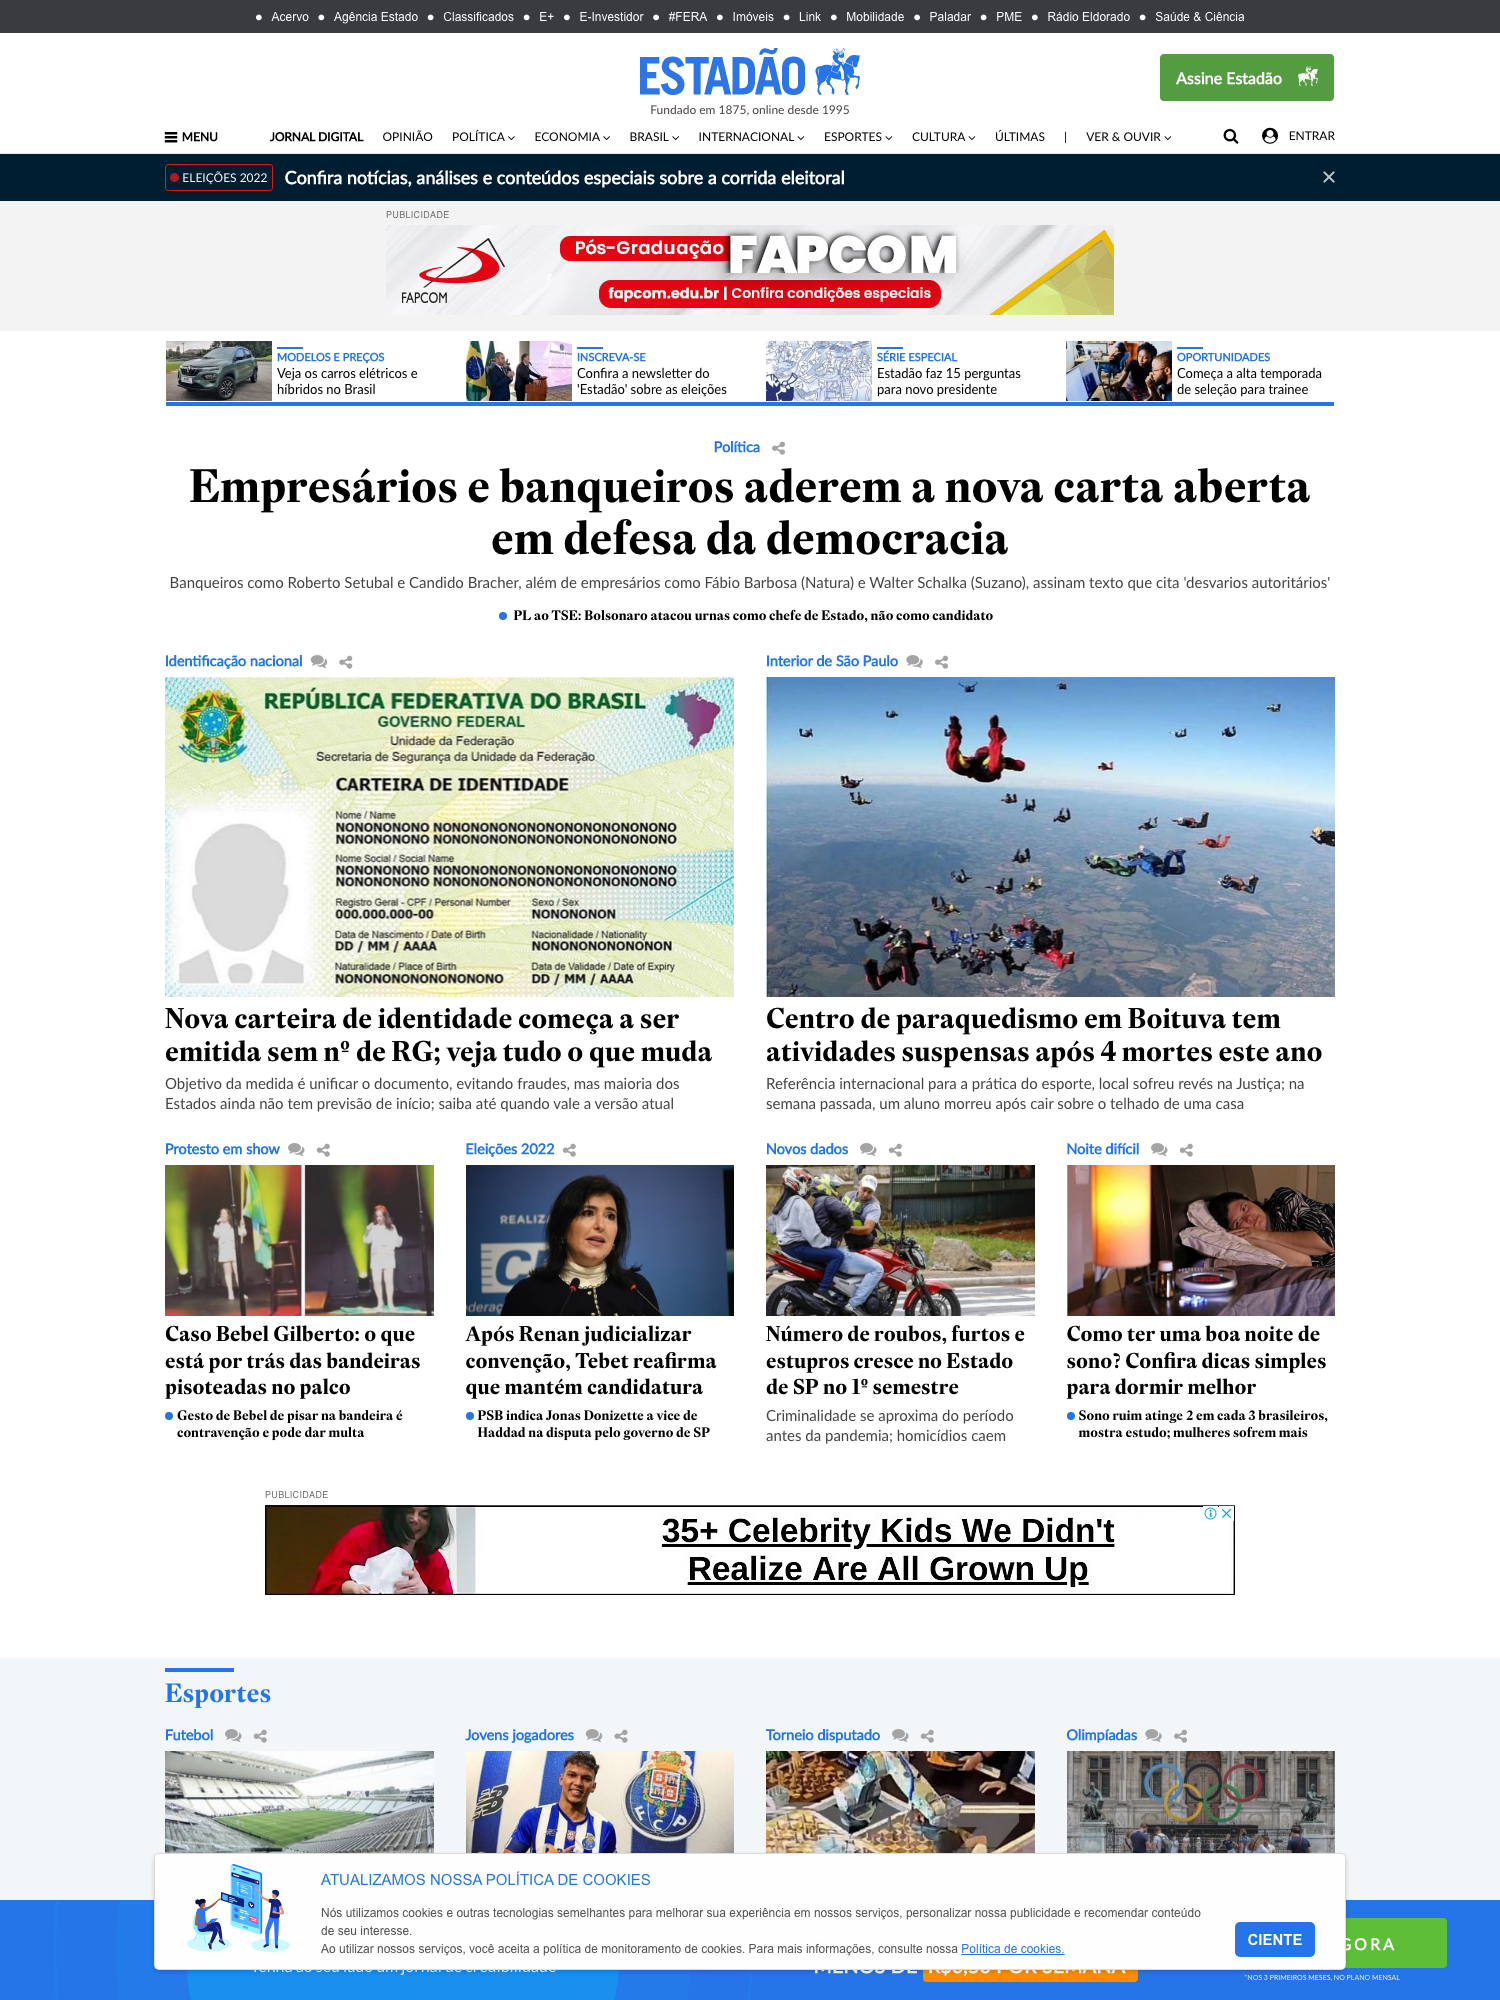 Acervo Agência Estado Classificados E+ E-Investidor #FERA Imóveis Link Mobilidade Paladar PME Rádio Eldorado Saúde & Ciência
ESTADÃO
Fundado em 1875, online desde 1995
Assine Estadão
MENU JORNAL DIGITAL OPINIÃO POLÍTICA ECONOMIA BRASIL INTERNACIONAL ESPORTES CULTURA ÚLTIMAS | VER & OUVIR ENTRAR
ELEIÇÕES 2022 Confira notícias, análises e conteúdos especiais sobre a corrida eleitoral
PUBLICIDADE
FAPCOM
Pós-Graduação FAPCOM
fapcom.edu.br | Confira condições especiais
MODELOS E PREÇOS
Veja os carros elétricos e
híbridos no Brasil
INSCREVA-SE
Confira a newsletter do
'Estadão' sobre as eleições
SÉRIE ESPECIAL
Estadão faz 15 perguntas
para novo presidente
OPORTUNIDADES
Começa a alta temporada
de seleção para trainee
Política
Empresários e banqueiros aderem a nova carta aberta
em defesa da democracia
Banqueiros como Roberto Setubal e Candido Bracher, além de empresários como Fábio Barbosa (Natura) e Walter Schalka (Suzano), assinam texto que cita 'desvarios autoritários'
PL ao TSE: Bolsonaro atacou urnas como chefe de Estado, não como candidato
Identificação nacional
REPÚBLICA FEDERATIVA DO BRASIL
GOVERNO FEDERAL
Unidade da Federação
Secretaria de Segurança da Unidade da Federação
CARTEIRA DE IDENTIDADE
Nome / Name
NONONONONO NONONONONONONONONONONONO
NONONONONO NONONONONONONONONONONONO
Nome Social / Social Name
NONONONONO NONONONONONONONONONONONO
NONONONONO NONONONONONONONONONONONO
Registro Geral - CPF / Personal Number Sexo / Sex
000.000.000-00 NONONONON
Data de Nascimento / Date of Birth Nacionalidade / Nationality
DD / MM / AAAA NONONONONONONON
Naturalidade / Place of Birth Data de Validade / Date of Expiry
NONONONONONONONONO DD / MM / AAAA
Nova carteira de identidade começa a ser
emitida sem nº de RG; veja tudo o que muda
Objetivo da medida é unificar o documento, evitando fraudes, mas maioria dos
Estados ainda não tem previsão de início; saiba até quando vale a versão atual
Interior de São Paulo
Centro de paraquedismo em Boituva tem
atividades suspensas após 4 mortes este ano
Referência internacional para a prática do esporte, local sofreu revés na Justiça; na
semana passada, um aluno morreu após cair sobre o telhado de uma casa
Protesto em show
Caso Bebel Gilberto: o que
está por trás das bandeiras
pisoteadas no palco
Gesto de Bebel de pisar na bandeira é
contravenção e pode dar multa
Eleições 2022
REALIZA
Após Renan judicializar
convenção, Tebet reafirma
que mantém candidatura
PSB indica Jonas Donizette a vice de
Haddad na disputa pelo governo de SP
Novos dados
Número de roubos, furtos e
estupros cresce no Estado
de SP no 1º semestre
Criminalidade se aproxima do período
antes da pandemia; homicídios caem
Noite difícil
Como ter uma boa noite de
sono? Confira dicas simples
para dormir melhor
Sono ruim atinge 2 em cada 3 brasileiros,
mostra estudo; mulheres sofrem mais
PUBLICIDADE
35+ Celebrity Kids We Didn't
Realize Are All Grown Up
Esportes
Futebol
Jovens jogadores
Torneio disputado
Olimpíadas
ATUALIZAMOS NOSSA POLÍTICA DE COOKIES
Nós utilizamos cookies e outras tecnologias semelhantes para melhorar sua experiência em nossos serviços, personalizar nossa publicidade e recomendar conteúdo
de seu interesse.
Ao utilizar nossos serviços, você aceita a política de monitoramento de cookies. Para mais informações, consulte nossa Política de cookies.
CIENTE
GORA
*NOS 3 PRIMEIROS MESES, NO PLANO MENSAL